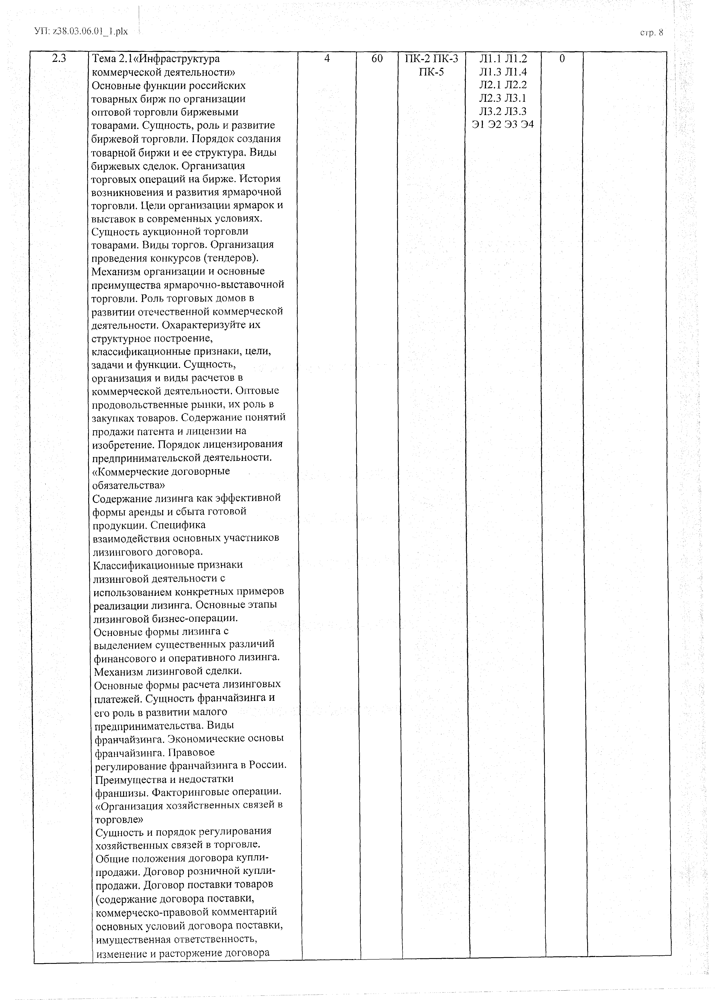 УП: z38.03.06.01_1.plx
стр. 8
2.3
Тема 2.1«Инфраструктура
коммерческой деятельности»
Основные функции российских
товарных бирж по организации
оптовой торговли биржевыми
товарами. Сущность, роль и развитие
биржевой торговли. Порядок создания
товарной биржи и ее структура. Виды
биржевых сделок. Организация
торговых операций на бирже. История
возникновения и развития ярмарочной
торговли. Цели организации ярмарок и
выставок в современных условиях.
Сущность аукционной торговли
товарами. Виды торгов. Организация
проведения конкурсов (тендеров).
Механизм организации и основные
преимущества ярмарочно-выставочной
торговли. Роль торговых домов в
развитии отечественной коммерческой
деятельности. Охарактеризуйте их
структурное построение,
классификационные признаки, цели,
задачи и функции. Сущность,
организация и виды расчетов в
коммерческой деятельности. Оптовые
продовольственные рынки, их роль в
закупках товаров. Содержание понятий
продажи патента и лицензии на
изобретение. Порядок лицензирования
предпринимательской деятельности.
«Коммерческие договорные
обязательства»
Содержание лизинга как эффективной
формы аренды и сбыта готовой
продукции. Специфика
взаимодействия основных участников
лизингового договора.
Классификационные признаки
лизинговой деятельности с
использованием конкретных примеров
реализации лизинга. Основные этапы
лизинговой бизнес-операции.
Основные формы лизинга с
выделением существенных различий
финансового и оперативного лизинга.
Механизм лизинговой сделки.
Основные формы расчета лизинговых
платежей. Сущность франчайзинга и
его роль в развитии малого
предпринимательства. Виды
франчайзинга. Экономические основы
франчайзинга. Правовое
регулирование франчайзинга в России.
Преимущества и недостатки
франшизы. Факторинговые операции.
«Организация хозяйственных связей в
торговле»
Сущность и порядок регулирования
хозяйственных связей в торговле.
Общие положения договора купли-
продажи. Договор розничной купли-
продажи. Договор поставки товаров
(содержание договора поставки,
коммерческо-правовой комментарий
основных условий договора поставки,
имущественная ответственность,
изменение и расторжение договора
4
60
ПК-2 ПК-3
ПК-5
Л1.1 Л1.2
Л1.3 Л1.4
Л2.1 Л2.2
Л2.3 Л3.1
Л3.2 Л3.3
Э1 Э2 Э3 Э4
0